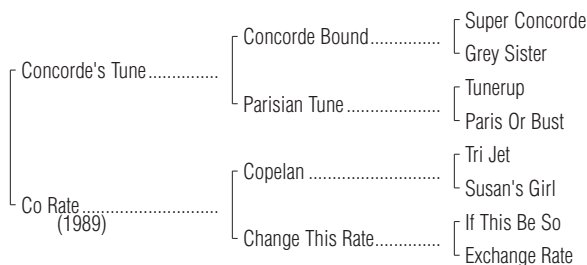 Super Concorde
Concorde Bound..............
Grey Sister
Concorde's Tune..............
Tunerup
Parisian Tune...................
Paris Or Bust
Tri Jet
Copelan ..........................
Susan's Girl
Co Rate...........................
(1989)
If This Be So
Change This Rate.............
Exchange Rate